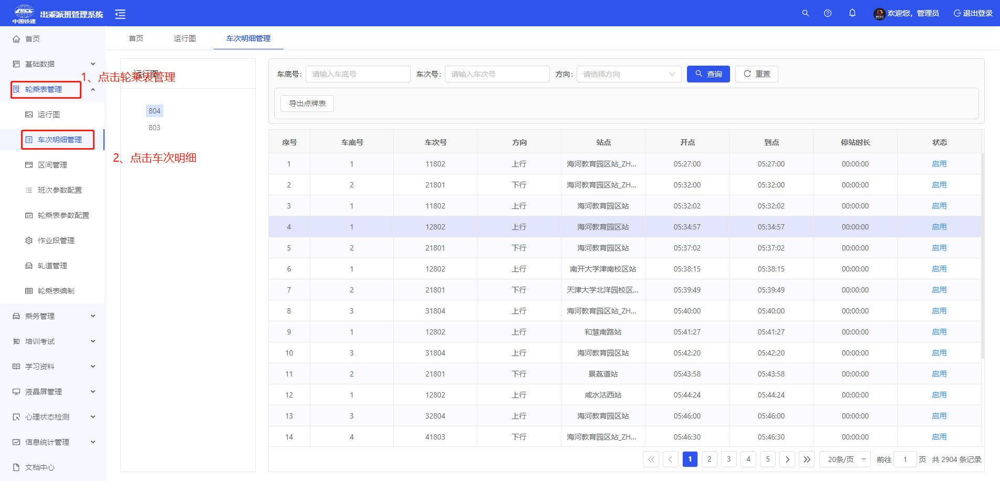 CRCC
中国铁建
出乘派班管理系统
欢迎您，管理员
退出登录
首页
基础数据
轮乘表管理
运行图
车次明细管理
区间管理
班次参数配置
轮乘表参数配置
作业段管理
轧道管理
轮乘表编制
乘务管理
知 培训考试
学习资料
液晶屏管理
心理状态检测
信息统计管理
文档中心
1、点击轮乘表管理
2、点击车次明细
首页 运行图 车次明细管理
运行图
804
803
车底号： 请输入车底号 车次号： 请输入车次号 方向： 请选择方向 查询 重置
导出点牌表
序号 车底号 车次号 方向 站点 开点 到点 停站时长 状态
1 1 11802 上行 海河教育园区站_ZH... 05:27:00 05:27:00 00:00:00 启用
2 2 21801 下行 海河教育园区站_ZH... 05:32:00 05:32:00 00:00:00 启用
3 1 11802 上行 海河教育园区站 05:32:02 05:32:02 00:00:00 启用
4 1 12802 上行 海河教育园区站 05:34:57 05:34:57 00:00:00 启用
5 2 21801 下行 海河教育园区站 05:37:02 05:37:02 00:00:00 启用
6 1 12802 上行 南开大学津南校区站 05:38:15 05:38:15 00:00:00 启用
7 2 21801 下行 天津大学北洋园校区... 05:39:49 05:39:49 00:00:00 启用
8 3 31804 上行 海河教育园区站_ZH... 05:40:00 05:40:00 00:00:00 启用
9 1 12802 上行 和慧南路站 05:41:27 05:41:27 00:00:00 启用
10 3 31804 上行 海河教育园区站 05:42:20 05:42:20 00:00:00 启用
11 2 21801 下行 景荔道站 05:43:58 05:43:58 00:00:00 启用
12 1 12802 上行 咸水沽西站 05:44:24 05:44:24 00:00:00 启用
13 3 32804 上行 海河教育园区站 05:46:00 05:46:00 00:00:00 启用
14 4 41803 下行 海河教育园区站_ZH... 05:46:30 05:46:30 00:00:00 启用
1 2 3 4 5 20条/页 前往 1 页 共 2904 条记录